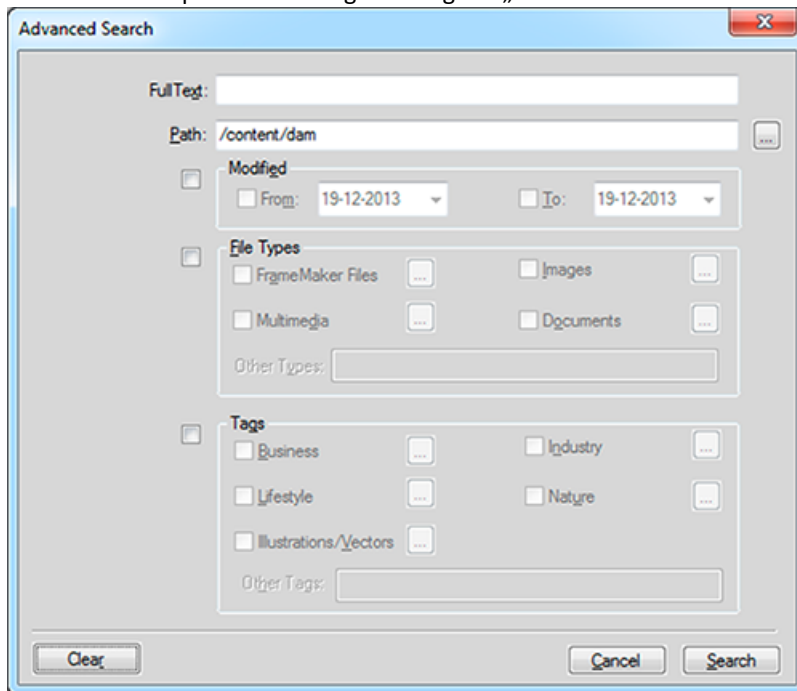 Advanced Search
FullText:
Path: /content/dam ...
Modified
From: 19-12-2013 To: 19-12-2013
File Types
FrameMaker Files ... Images ...
Multimedia ... Documents ...
Other Types:
Tags
Business ... Industry ...
Lifestyle ... Nature ...
Illustrations/Vectors ...
Other Tags:
Clear Cancel Search